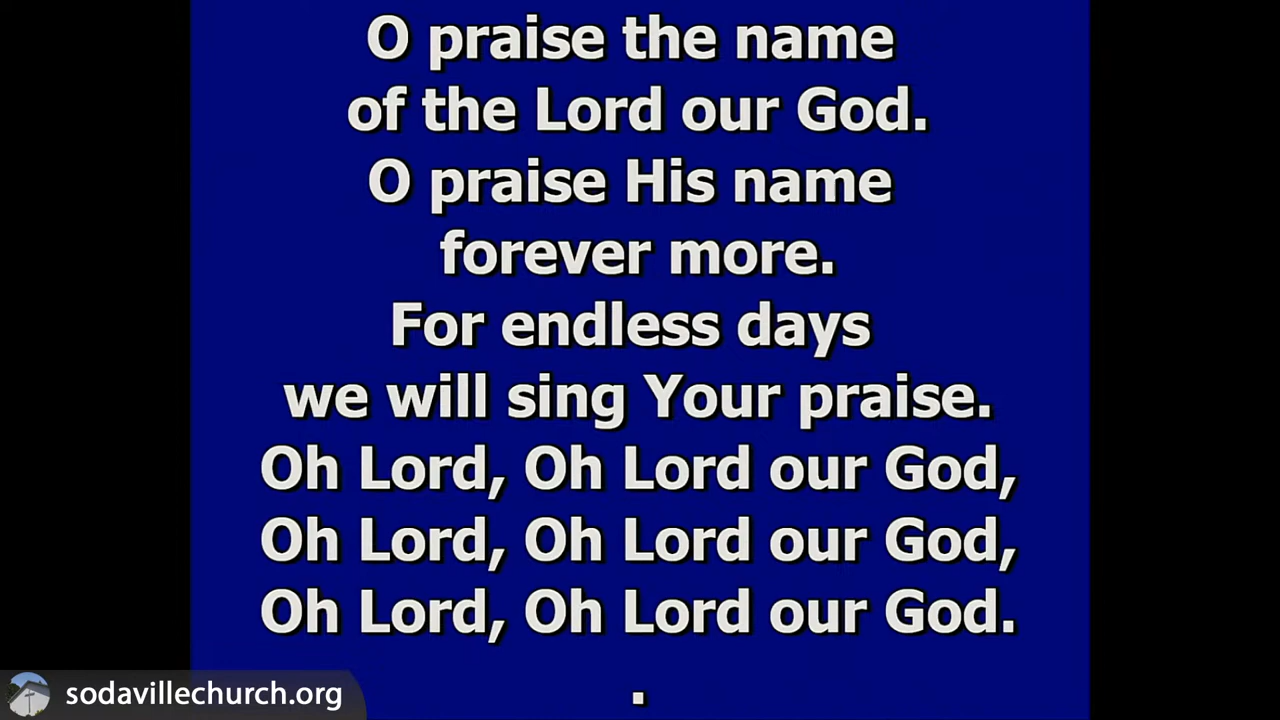 O praise the name
of the Lord our God.
O praise His name
forever more.
For endless days
we will sing Your praise.
Oh Lord, Oh Lord our God,
Oh Lord, Oh Lord our God,
Oh Lord, Oh Lord our God.
.
sodavillechurch.org